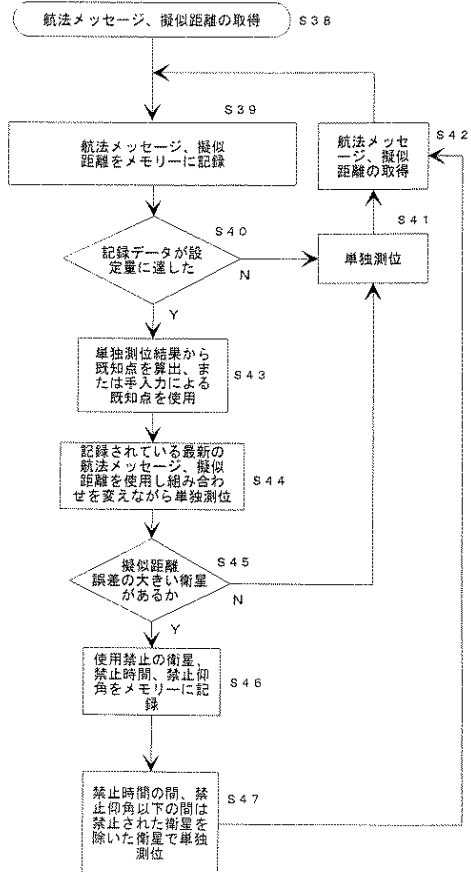 航法メッセージ、擬似距離の取得
S38
S39
航法メッセージ、擬似
距離をメモリーに記録
S42
航法メッセ
ージ、擬似
距離の取得
S40
記録データが設
定量に達した
N
Y
S41
単独測位
単独測位結果から
既知点を算出、ま
たは手入力による
既知点を使用
S43
記録されている最新の
航法メッセージ、擬似
距離を使用し組み合わ
せを変えながら単独測位
S44
擬似距離
誤差の大きい衛星
があるか
S45
N
Y
使用禁止の衛星、
禁止時間、禁止仰
角をメモリーに記
録
S46
禁止時間の間、禁
止仰角以下の間は
禁止された衛星を
除いた衛星で単独
測位
S47